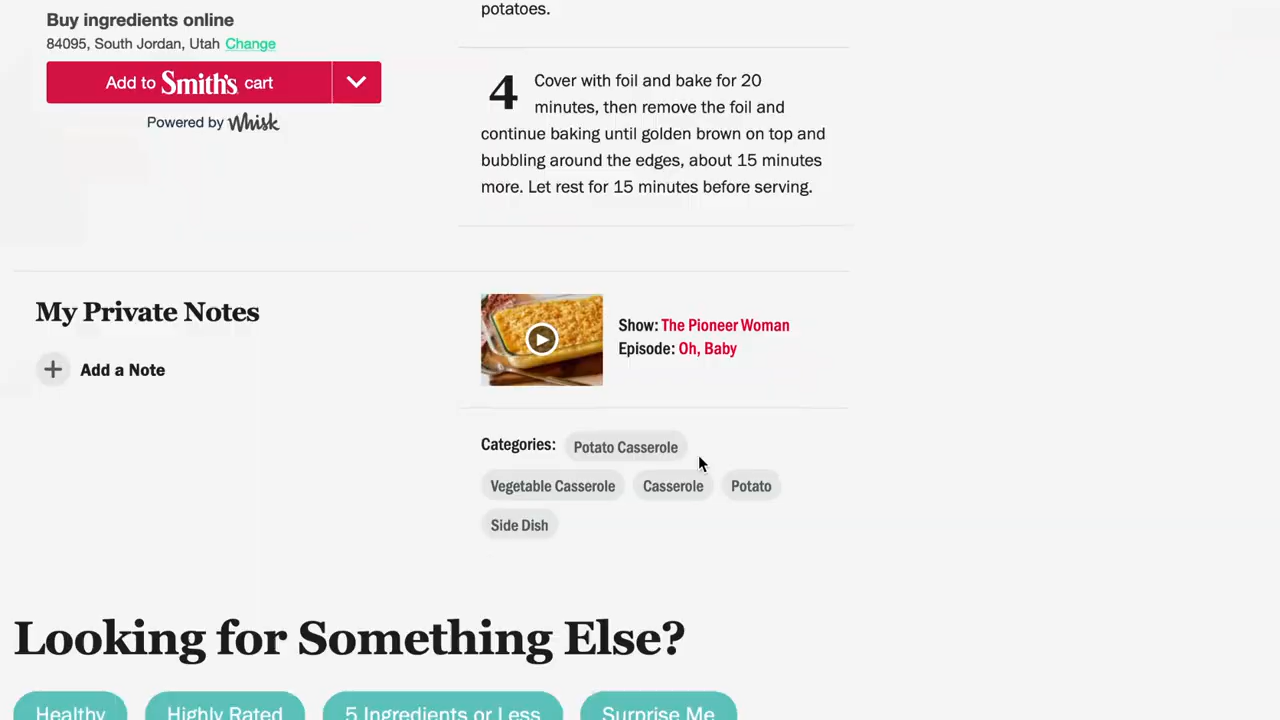 Buy ingredients online
84095, South Jordan, Utah Change
Add to Smith's cart
Powered by Whisk
potatoes.
4 Cover with foil and bake for 20
minutes, then remove the foil and
continue baking until golden brown on top and
bubbling around the edges, about 15 minutes
more. Let rest for 15 minutes before serving.
My Private Notes
Add a Note
Show: The Pioneer Woman
Episode: Oh, Baby
Categories: Potato Casserole
Vegetable Casserole Casserole Potato
Side Dish
Looking for Something Else?
Healthy Highly Rated 5 Ingredients or Less Surprise Me